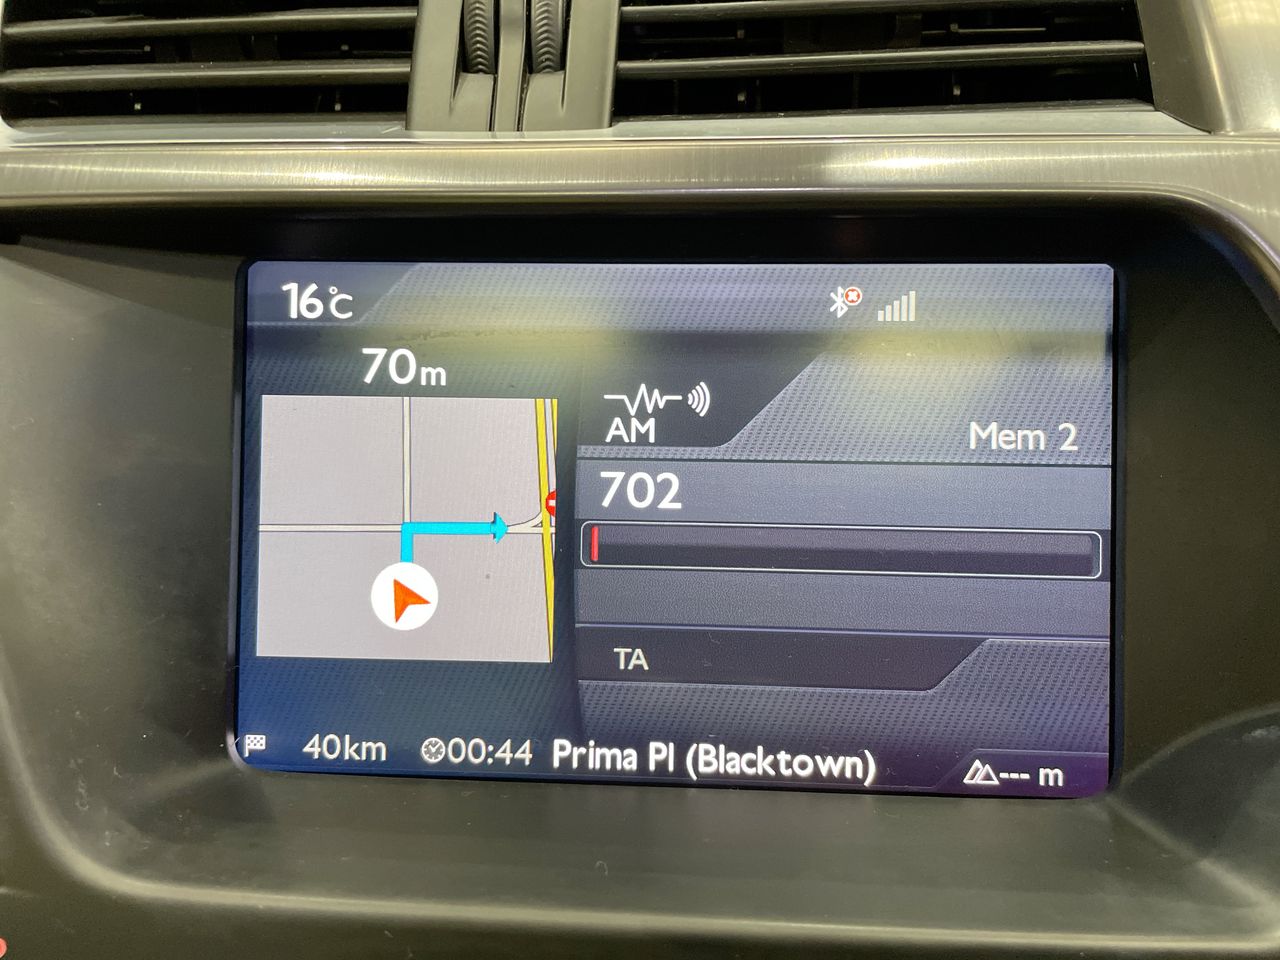 16°C
70m
AM
Mem 2
702
TA
40km 00:44 Prima Pl (Blacktown) --- m